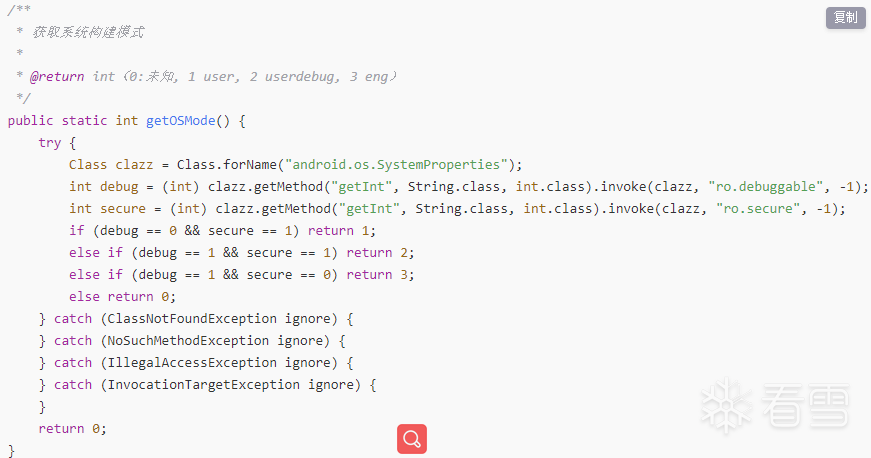 /**
 * 获取系统构建模式
 *
 * @return int（0:未知, 1 user, 2 userdebug, 3 eng）
 */
复制
public static int getOSMode() {
    try {
        Class clazz = Class.forName("android.os.SystemProperties");
        int debug = (int) clazz.getMethod("getInt", String.class, int.class).invoke(clazz, "ro.debuggable", -1);
        int secure = (int) clazz.getMethod("getInt", String.class, int.class).invoke(clazz, "ro.secure", -1);
        if (debug == 0 && secure == 1) return 1;
        else if (debug == 1 && secure == 1) return 2;
        else if (debug == 1 && secure == 0) return 3;
        else return 0;
    } catch (ClassNotFoundException ignore) {
    } catch (NoSuchMethodException ignore) {
    } catch (IllegalAccessException ignore) {
    } catch (InvocationTargetException ignore) {
    }
    return 0;
}
看雪